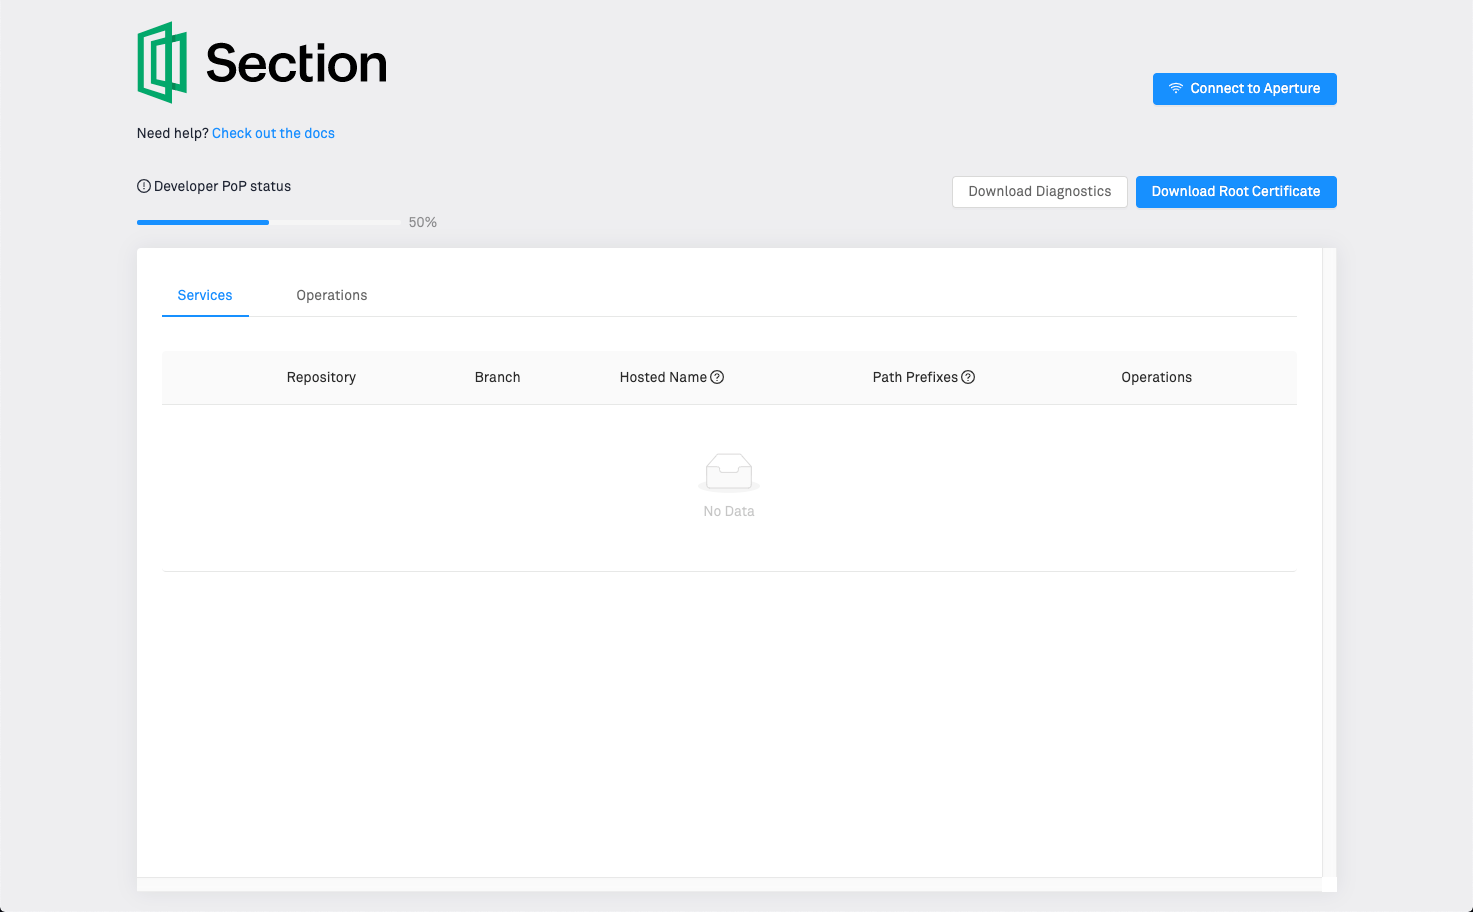 Section
Connect to Aperture
Need help? Check out the docs
Developer PoP status
Download Diagnostics
Download Root Certificate
50%
Services
Operations
Repository
Branch
Hosted Name
Path Prefixes
Operations
No Data